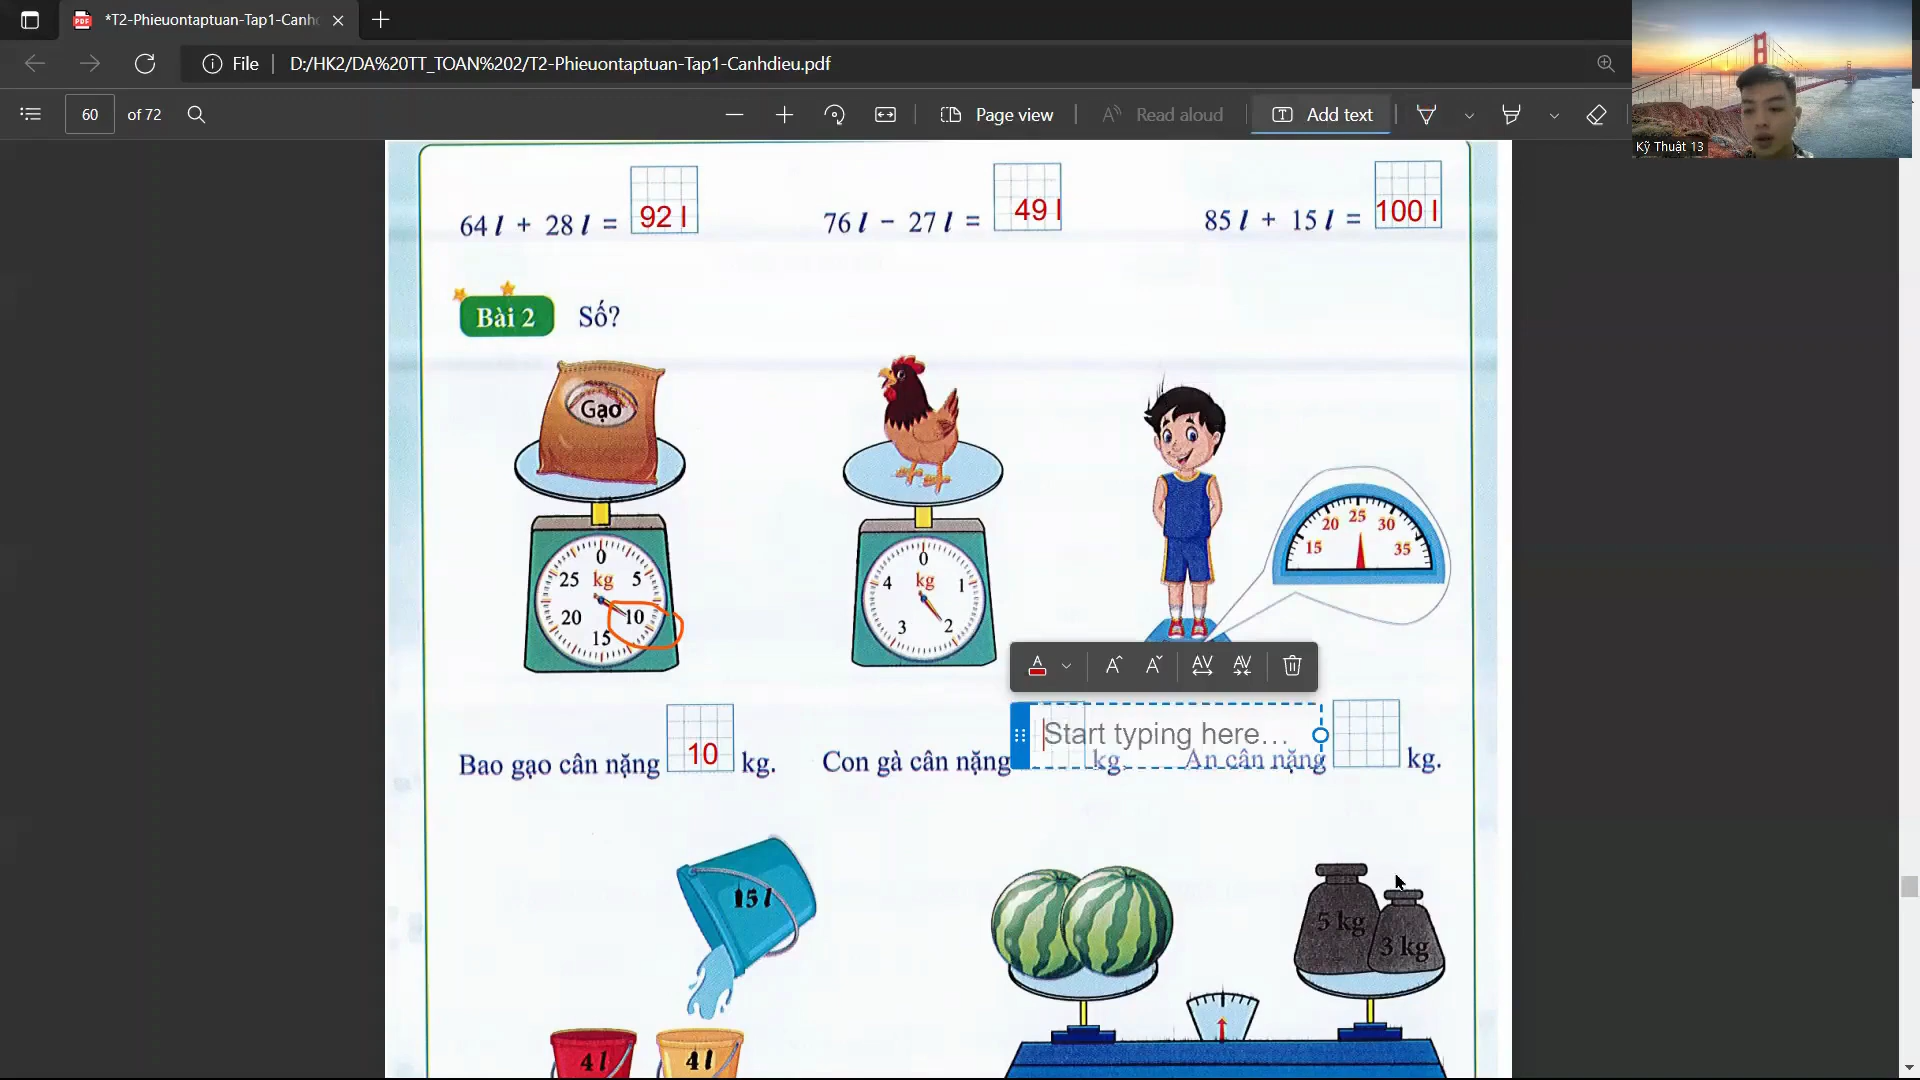 *T2-Phieuontaptuan-Tap1-Canh
File D:/HK2/DA%20TT_TOAN%202/T2-Phieuontaptuan-Tap1-Canhdieu.pdf
60 of 72 Page view Read aloud Add text
Kỹ Thuật 13
64 l + 28 l = 92 l 76 l - 27 l = 49 l 85 l + 15 l = 100 l
Bài 2 Số?
Gạo
0 5 10 15 20 25 kg
0 1 2 3 4 kg
15 20 25 30 35
Start typing here...
Bao gạo cân nặng 10 kg. Con gà cân nặng kg. An cân nặng kg.
15 l
5 kg 3 kg
4 l 4 l